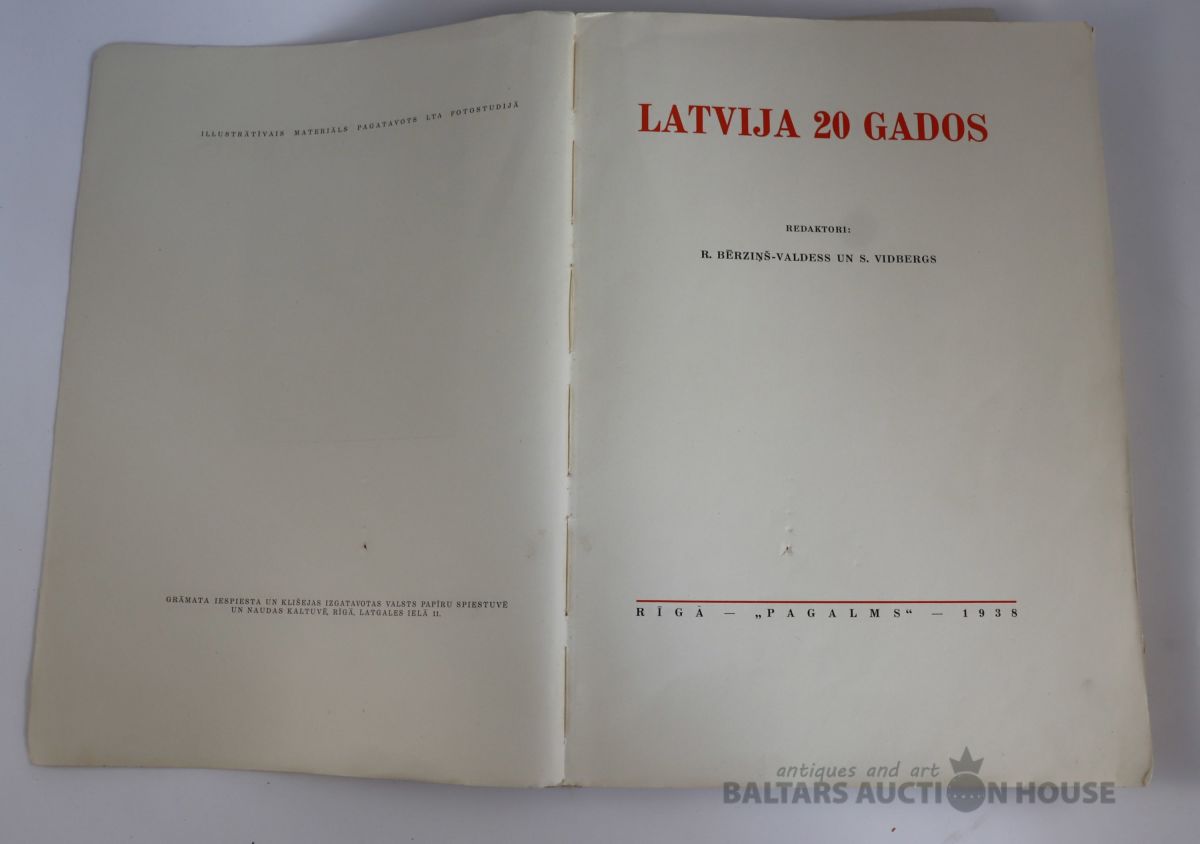 ILLUSTRĀTĪVAIS MATERIĀLS PAGATAVOTS LTA FOTOSTUDIJĀ
GRĀMATA IESPIESTA UN KLIŠEJAS IZGATAVOTAS VALSTS PAPĪRU SPIESTUVĒ
UN NAUDAS KALTUVĒ, RĪGĀ, LATGALES IELĀ 11.
LATVIJA 20 GADOS
REDAKTORI:
R. BĒRZIŅŠ-VALDESS UN S. VIDBERGS
RĪGĀ — „PAGALMS“ — 1938
antiques and art
BALTARS AUCTION HOUSE